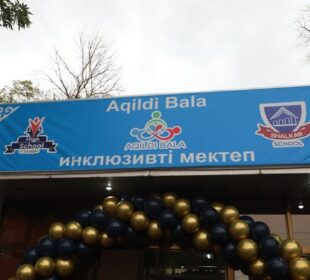 Aqildi Bala
High
School
AQILDI BALA
SHALKAR
SCHOOL
инклюзивті мектеп